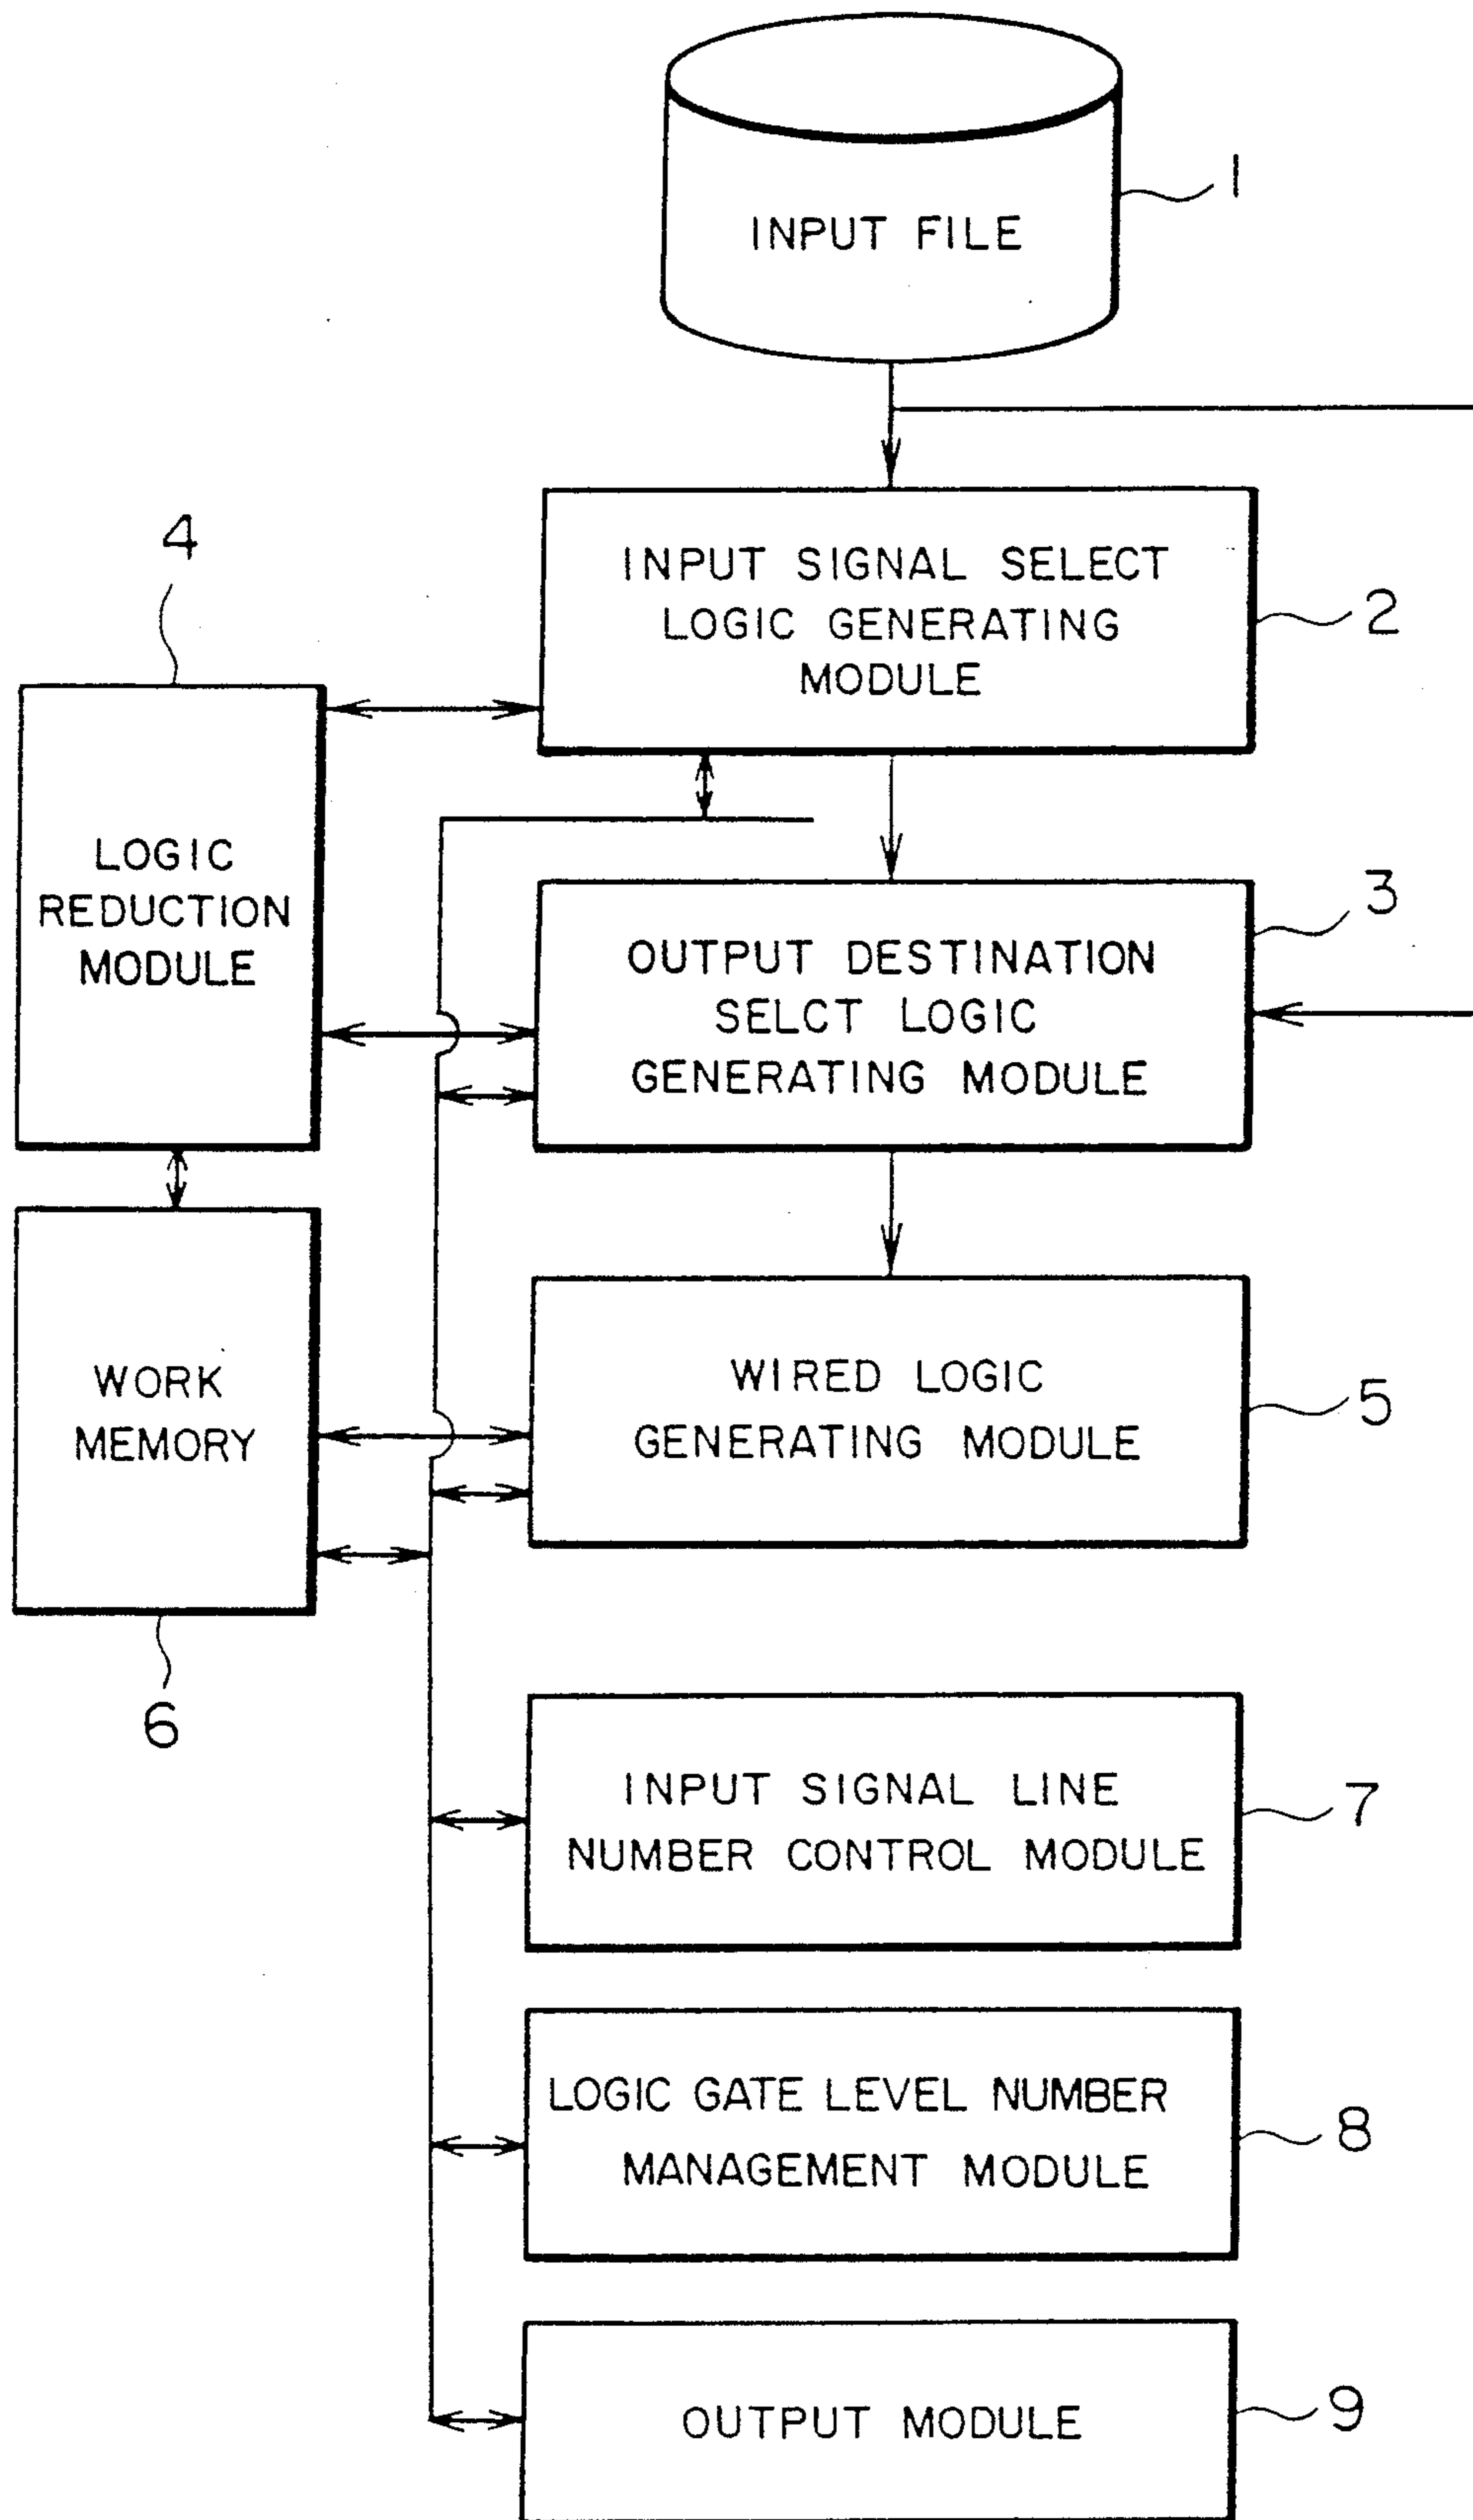 INPUT FILE
1
INPUT SIGNAL SELECT
LOGIC GENERATING
MODULE
2
4
LOGIC
REDUCTION
MODULE
OUTPUT DESTINATION
SELCT LOGIC
GENERATING MODULE
3
WORK
MEMORY
6
WIRED LOGIC
GENERATING MODULE
5
INPUT SIGNAL LINE
NUMBER CONTROL MODULE
7
LOGIC GATE LEVEL NUMBER
MANAGEMENT MODULE
8
OUTPUT MODULE
9